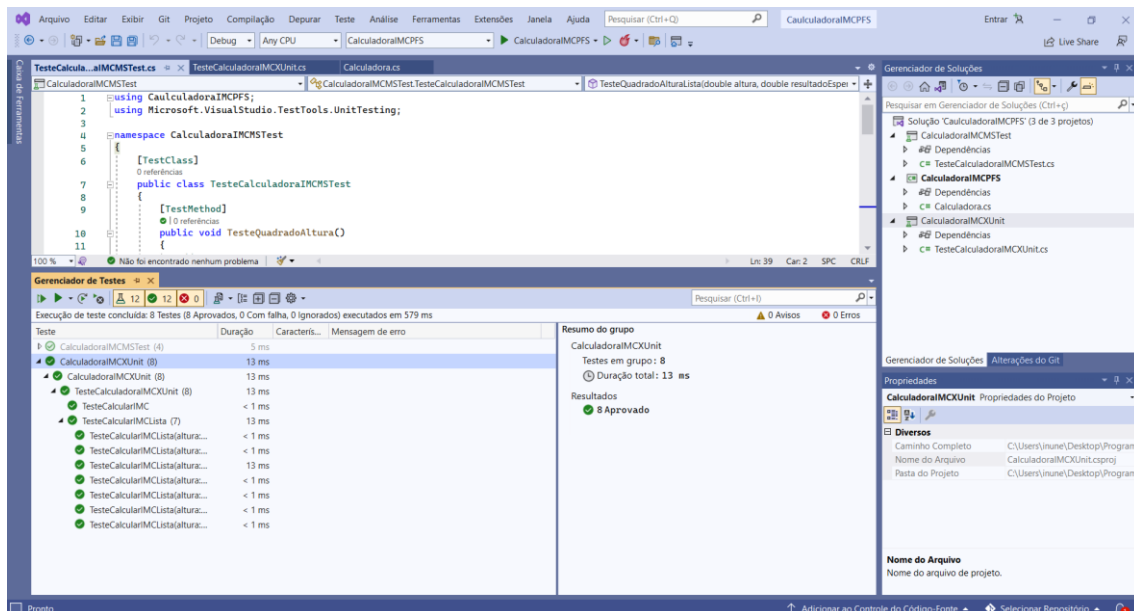 Arquivo Editar Exibir Git Projeto Compilação Depurar Teste Análise Ferramentas Extensões Janela Ajuda Pesquisar (Ctrl+Q) CaulculadoraIMCPFS Entrar
Debug Any CPU CalculadoraIMCPFS CalculadoraIMCPFS Live Share
Caixa de Ferramentas
TesteCalcula...aIMCMSTest.cs TesteCalculadoraIMCXUnit.cs Calculadora.cs
CalculadoraIMCMSTest CalculadoraIMCMSTest.TesteCalculadoraIMCMSTest TesteQuadradoAlturaLista(double altura, double resultadoEsper
1 using CaulculadoraIMCPFS;
2 using Microsoft.VisualStudio.TestTools.UnitTesting;
3
4 namespace CalculadoraIMCMSTest
5 {
6 [TestClass]
0 referências
7 public class TesteCalculadoraIMCMSTest
8 {
9 [TestMethod]
| 0 referências
10 public void TesteQuadradoAltura()
11 {
100 % Não foi encontrado nenhum problema Ln: 39 Car: 2 SPC CRLF
Gerenciador de Testes
12 12 0 Pesquisar (Ctrl+I)
Execução de teste concluída: 8 Testes (8 Aprovados, 0 Com falha, 0 Ignorados) executados em 579 ms 0 Avisos 0 Erros
Teste Duração Caracterís... Mensagem de erro
CalculadoraIMCMSTest (4) 5 ms
CalculadoraIMCXUnit (8) 13 ms
CalculadoraIMCXUnit (8) 13 ms
TesteCalculadoraIMCXUnit (8) 13 ms
TesteCalcularIMC < 1 ms
TesteCalcularIMCLista (7) 13 ms
TesteCalcularIMCLista(altura:... < 1 ms
TesteCalcularIMCLista(altura:... < 1 ms
TesteCalcularIMCLista(altura:... 13 ms
TesteCalcularIMCLista(altura:... < 1 ms
TesteCalcularIMCLista(altura:... < 1 ms
TesteCalcularIMCLista(altura:... < 1 ms
TesteCalcularIMCLista(altura:... < 1 ms
Resumo do grupo
CalculadoraIMCXUnit
Testes em grupo: 8
Duração total: 13 ms
Resultados
8 Aprovado
Gerenciador de Soluções
Pesquisar em Gerenciador de Soluções (Ctrl+ç)
Solução 'CaulculadoraIMCPFS' (3 de 3 projetos)
CalculadoraIMCMSTest
Dependências
C# TesteCalculadoraIMCMSTest.cs
CalculadoraIMCPFS
Dependências
C# Calculadora.cs
CalculadoraIMCXUnit
Dependências
C# TesteCalculadoraIMCXUnit.cs
Gerenciador de Soluções Alterações do Git
Propriedades
CalculadoraIMCXUnit Propriedades do Projeto
Diversos
Caminho Completo C:\Users\inune\Desktop\Program
Nome do Arquivo CalculadoraIMCXUnit.csproj
Pasta do Projeto C:\Users\inune\Desktop\Program
Nome do Arquivo
Nome do arquivo de projeto.
Pronto Adicionar ao Controle do Código-Fonte Selecionar Repositório